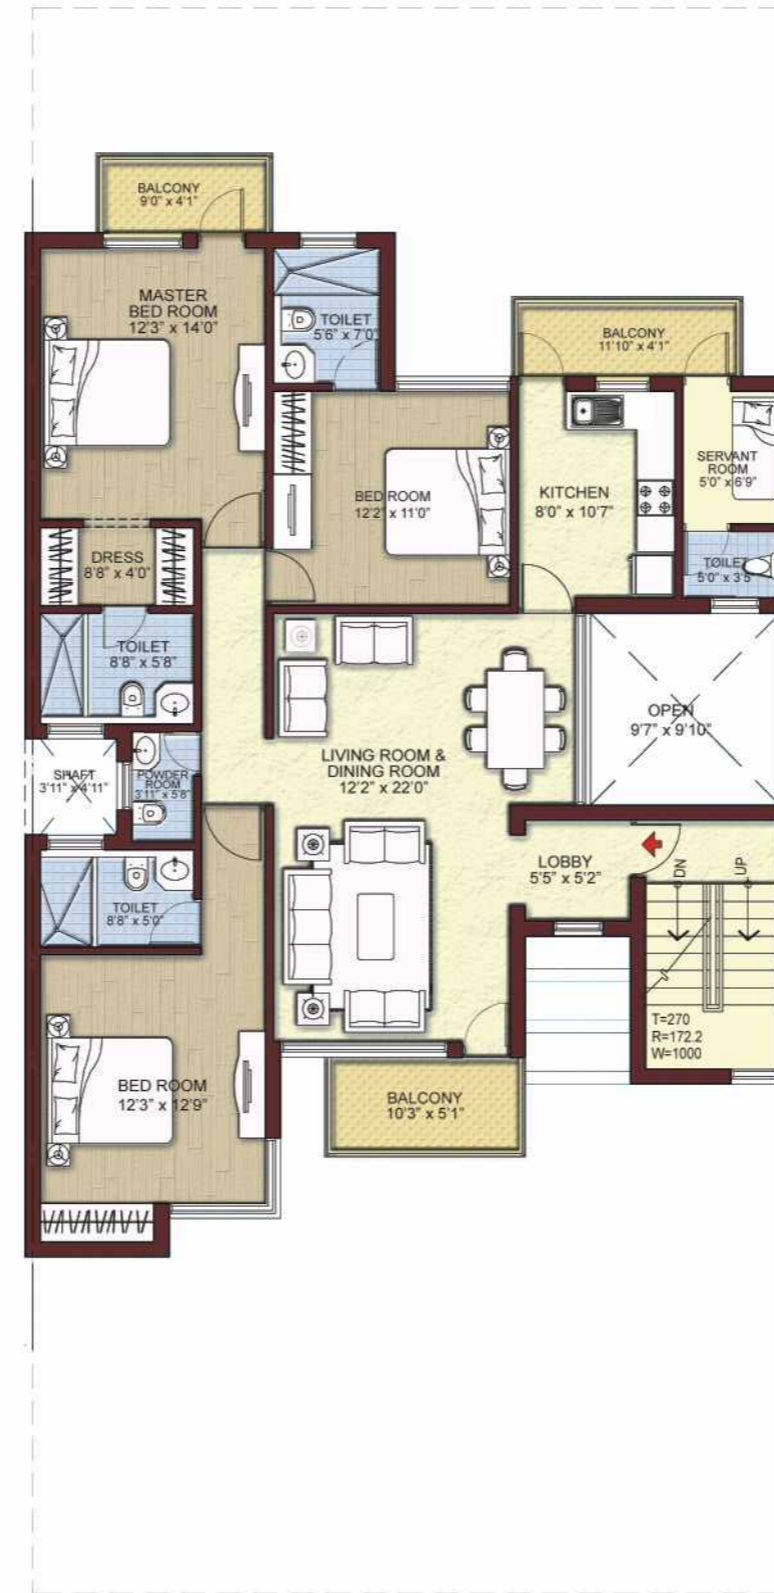 BALCONY
9'0" x 4'1"
MASTER
BED ROOM
12'3" x 14'0"
TOILET
5'6" x 7'0"
BALCONY
11'10" x 4'1"
BED ROOM
12'2" x 11'0"
KITCHEN
8'0" x 10'7"
SERVANT
ROOM
5'0" x 6'9"
DRESS
8'8" x 4'0"
TOILET
5'0" x 3'5"
TOILET
8'8" x 5'8"
OPEN
9'7" x 9'10"
SHAFT
3'11" x 4'11"
POWDER
ROOM
3'11" x 5'8"
LIVING ROOM &
DINING ROOM
12'2" x 22'0"
LOBBY
5'5" x 5'2"
DN
UP
TOILET
8'8" x 5'0"
T=270
R=172.2
W=1000
BED ROOM
12'3" x 12'9"
BALCONY
10'3" x 5'1"